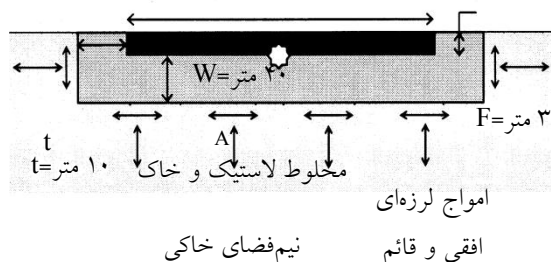 W=۴۰ متر
F=۳ متر
t
t=۱۰ متر
A
مخلوط لاستیک و خاک
امواج لرزه‌ای
افقی و قائم
نیم‌فضای خاکی